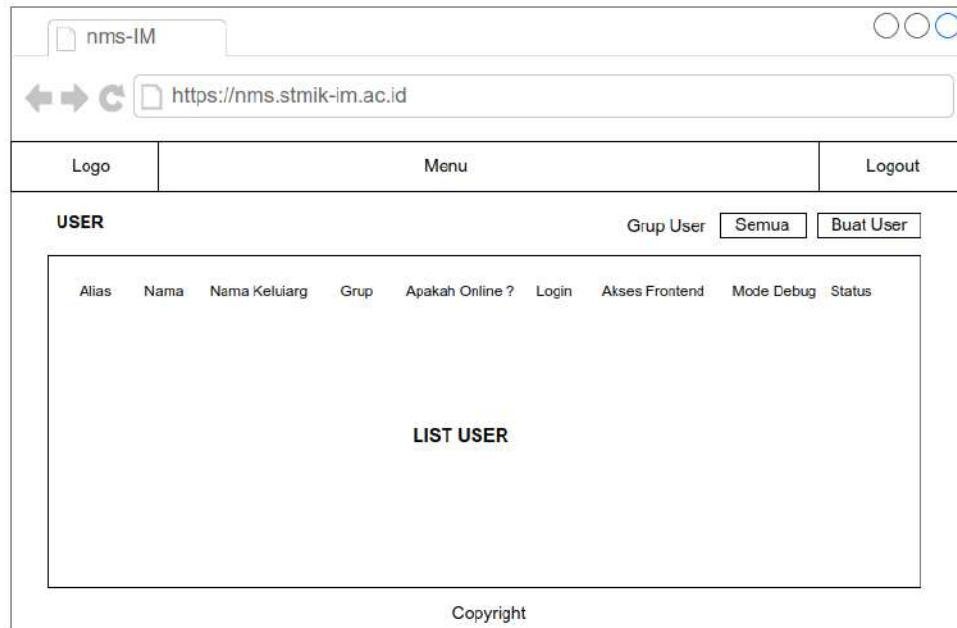 nms-IM
https://nms.stmik-im.ac.id
Logo Menu Logout
USER Grup User Semua Buat User
Alias Nama Nama Keluiarg Grup Apakah Online ? Login Akses Frontend Mode Debug Status
LIST USER
Copyright